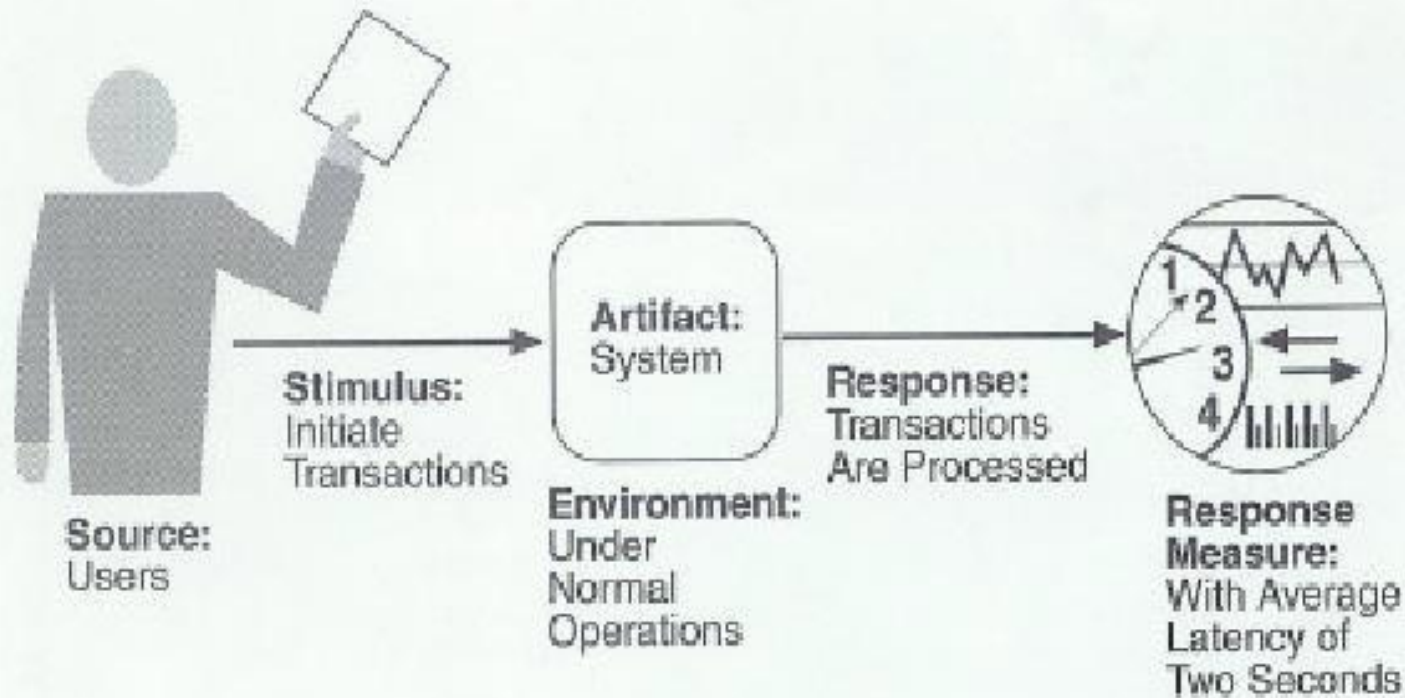 Source:
Users
Stimulus:
Initiate
Transactions
Artifact:
System
Environment:
Under
Normal
Operations
Response:
Transactions
Are Processed
1
2
3
4
Response
Measure:
With Average
Latency of
Two Seconds